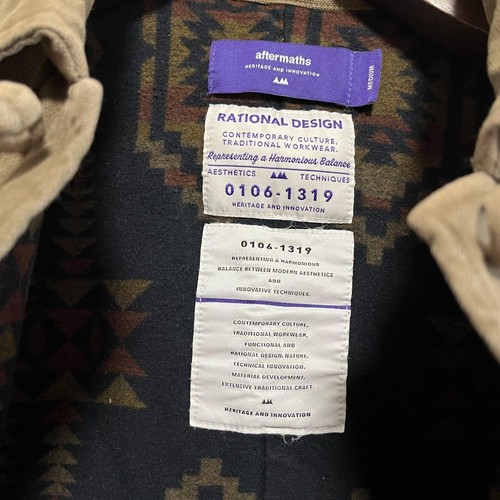 aftermaths
HERITAGE AND INNOVATION
MEDIUM
RATIONAL DESIGN
CONTEMPORARY CULTURE,
TRADITIONAL WORKWEAR.
Representing a Harmonious Balance
AESTHETICS TECHNIQUES
0106-1319
HERITAGE AND INNOVATION
0106-1319
REPRESENTING A HARMONIOUS
BALANCE BETWEEN MODERN AESTHETICS
AND
INNOVATIVE TECHNIQUES.
CONTEMPORARY CULTURE,
TRADITIONAL WORKWEAR,
FUNCTIONAL AND
RATIONAL DESIGN, NATURE,
TECHNICAL INNOVATION,
MATERIAL DEVELOPMENT,
EXTENSIVE TRADITIONAL CRAFT.
HERITAGE AND INNOVATION